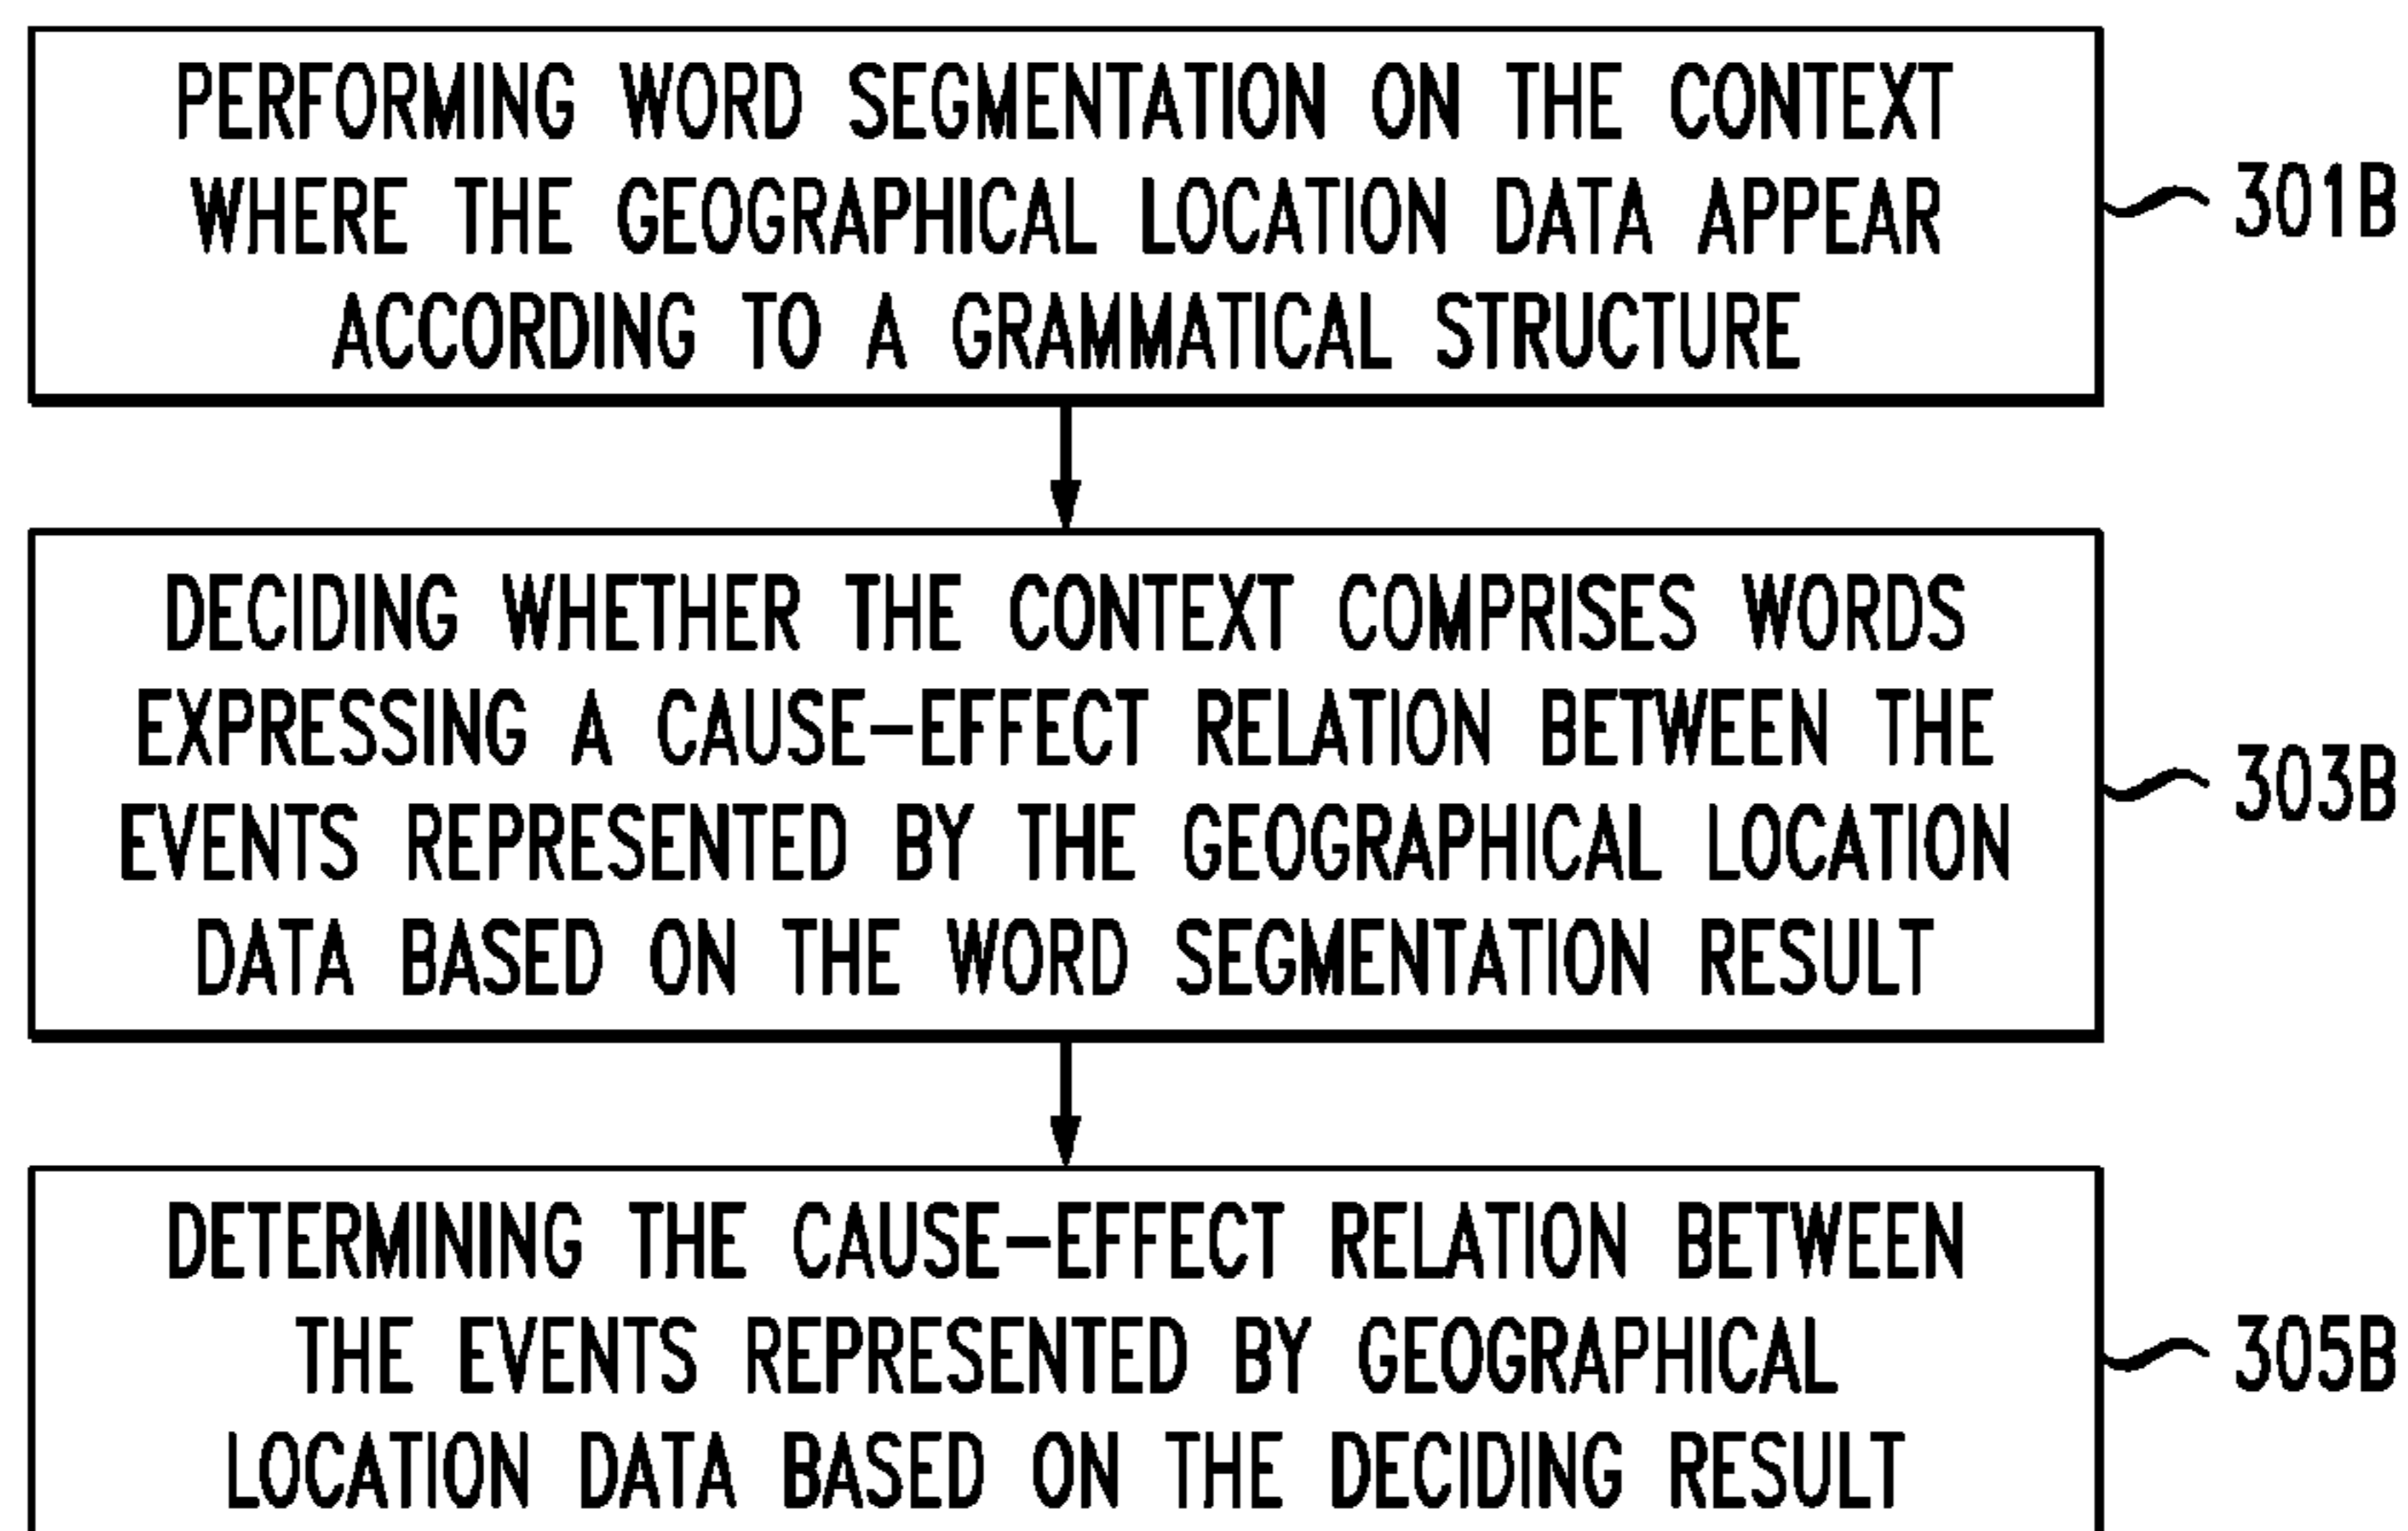 PERFORMING WORD SEGMENTATION ON THE CONTEXT
WHERE THE GEOGRAPHICAL LOCATION DATA APPEAR
ACCORDING TO A GRAMMATICAL STRUCTURE
301B
DECIDING WHETHER THE CONTEXT COMPRISES WORDS
EXPRESSING A CAUSE-EFFECT RELATION BETWEEN THE
EVENTS REPRESENTED BY THE GEOGRAPHICAL LOCATION
DATA BASED ON THE WORD SEGMENTATION RESULT
303B
DETERMINING THE CAUSE-EFFECT RELATION BETWEEN
THE EVENTS REPRESENTED BY GEOGRAPHICAL
LOCATION DATA BASED ON THE DECIDING RESULT
305B